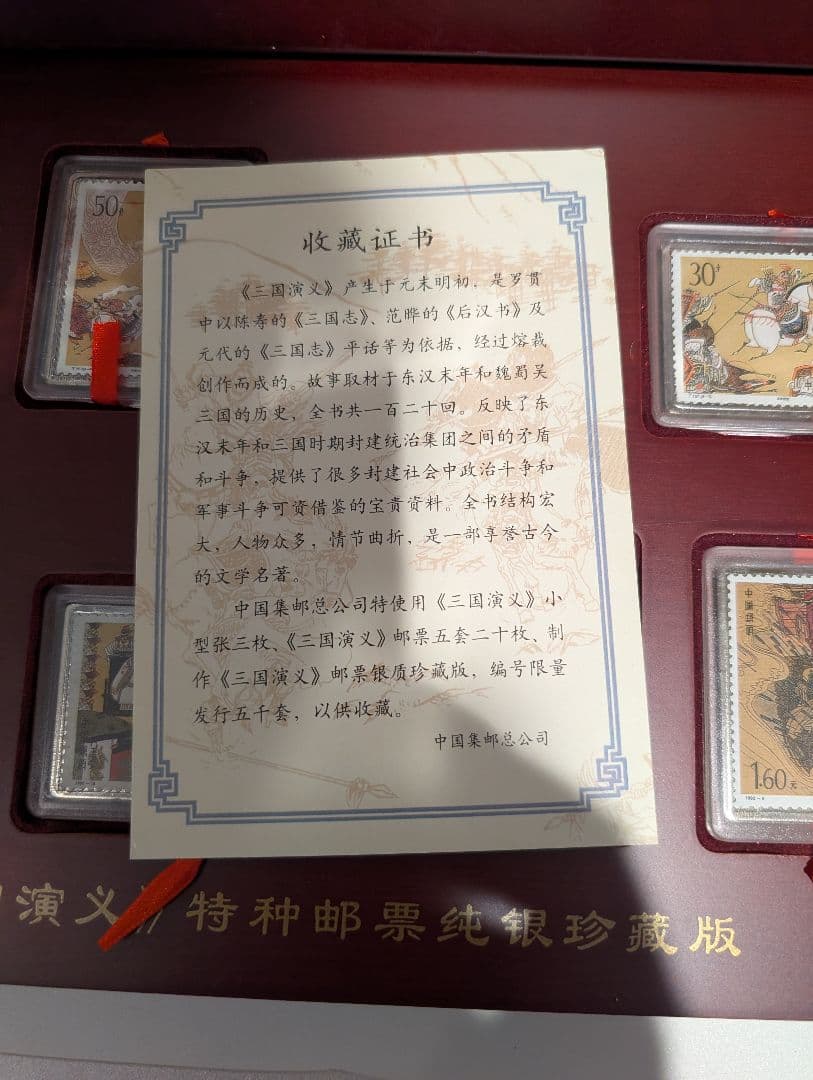 收藏证书
《三国演义》产生于元末明初，是罗贯
中以陈寿的《三国志》、范晔的《后汉书》及
元代的《三国志》平话等为依据，经过熔裁
创作而成的。故事取材于东汉末年和魏蜀吴
三国的历史，全书共一百二十回。反映了东
汉末年和三国时期封建统治集团之间的矛盾
和斗争，提供了很多封建社会中政治斗争和
军事斗争可资借鉴的宝贵资料。全书结构宏
大，人物众多，情节曲折，是一部享誉古今
的文学名著。
中国集邮总公司特使用《三国演义》小
型张三枚、《三国演义》邮票五套二十枚、制
作《三国演义》邮票银质珍藏版，编号限量
发行五千套，以供收藏。
中国集邮总公司
50
30
中国邮政
1.60元
演义》特种邮票纯银珍藏版